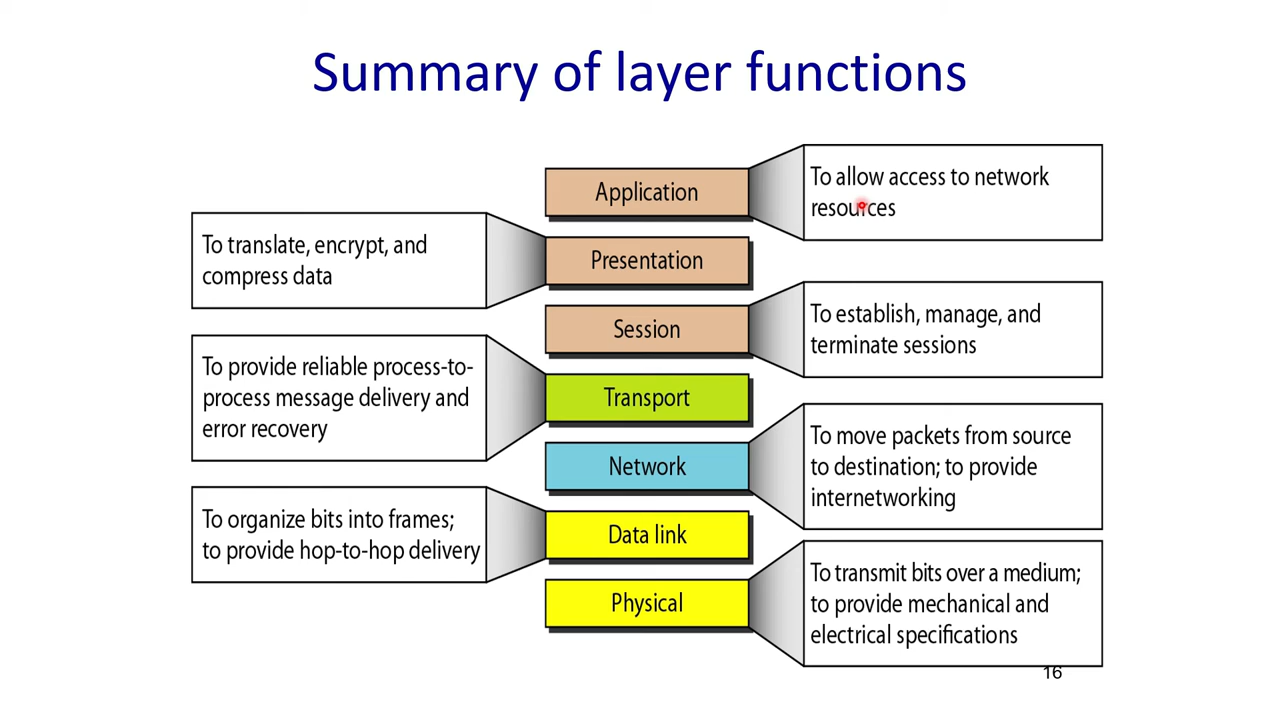 Summary of layer functions
Application
To allow access to network
resources
To translate, encrypt, and
compress data
Presentation
Session
To establish, manage, and
terminate sessions
To provide reliable process-to-
process message delivery and
error recovery
Transport
Network
To move packets from source
to destination; to provide
internetworking
To organize bits into frames;
to provide hop-to-hop delivery
Data link
Physical
To transmit bits over a medium;
to provide mechanical and
electrical specifications
16